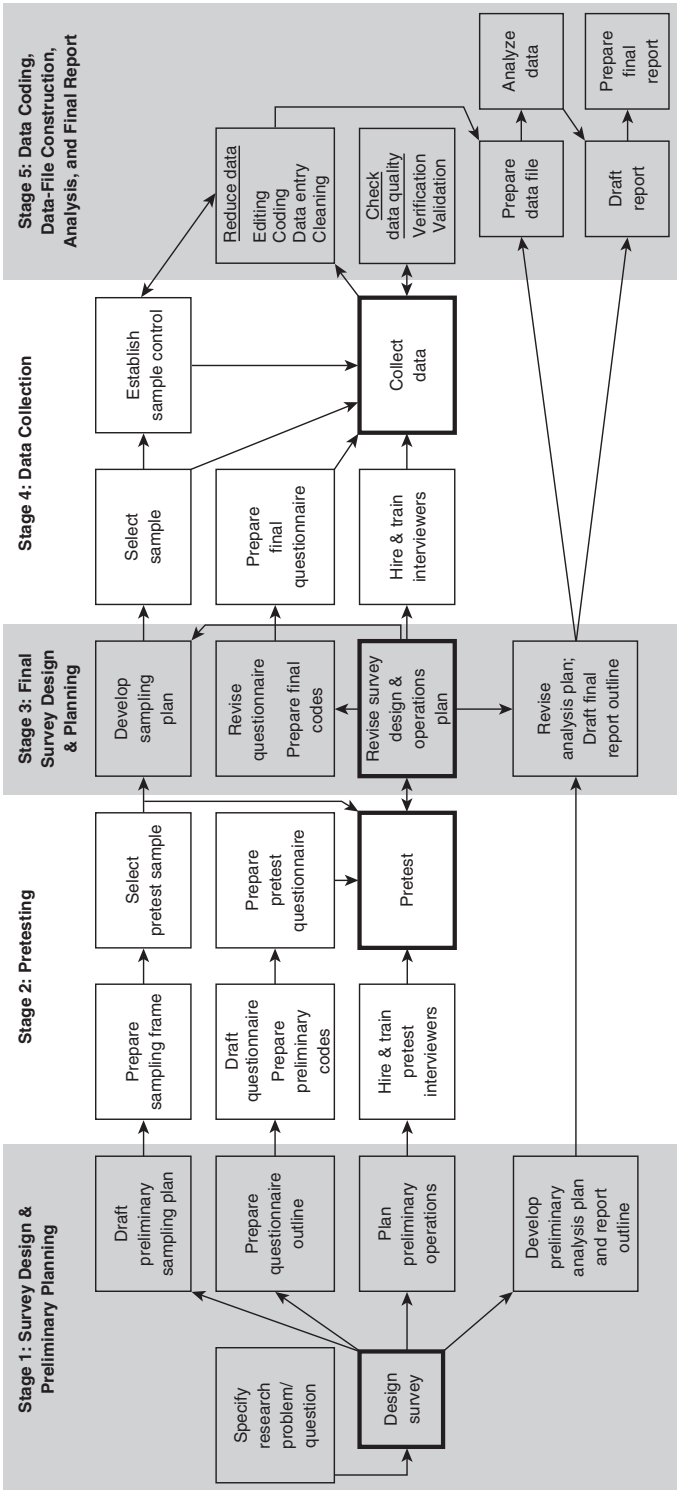 Stage 1: Survey Design &
Preliminary Planning
Specify
research
problem/
question
Design
survey
Draft
preliminary
sampling plan
Prepare
questionnaire
outline
Plan
preliminary
operations
Develop
preliminary
analysis plan
and report
outline
Stage 2: Pretesting
Prepare
sampling frame
Select
pretest sample
Draft
questionnaire
Prepare
preliminary
codes
Prepare
pretest
questionnaire
Hire & train
pretest
interviewers
Pretest
Stage 3: Final
Survey Design
& Planning
Develop
sampling
plan
Revise
questionnaire
Prepare final
codes
Revise survey
design &
operations
plan
Revise
analysis plan;
Draft final
report outline
Stage 4: Data Collection
Select
sample
Establish
sample control
Prepare
final
questionnaire
Hire & train
interviewers
Collect
data
Stage 5: Data Coding,
Data-File Construction,
Analysis, and Final Report
Reduce data
Editing
Coding
Data entry
Cleaning
Check
data quality
Verification
Validation
Prepare
data file
Analyze
data
Draft
report
Prepare
final
report